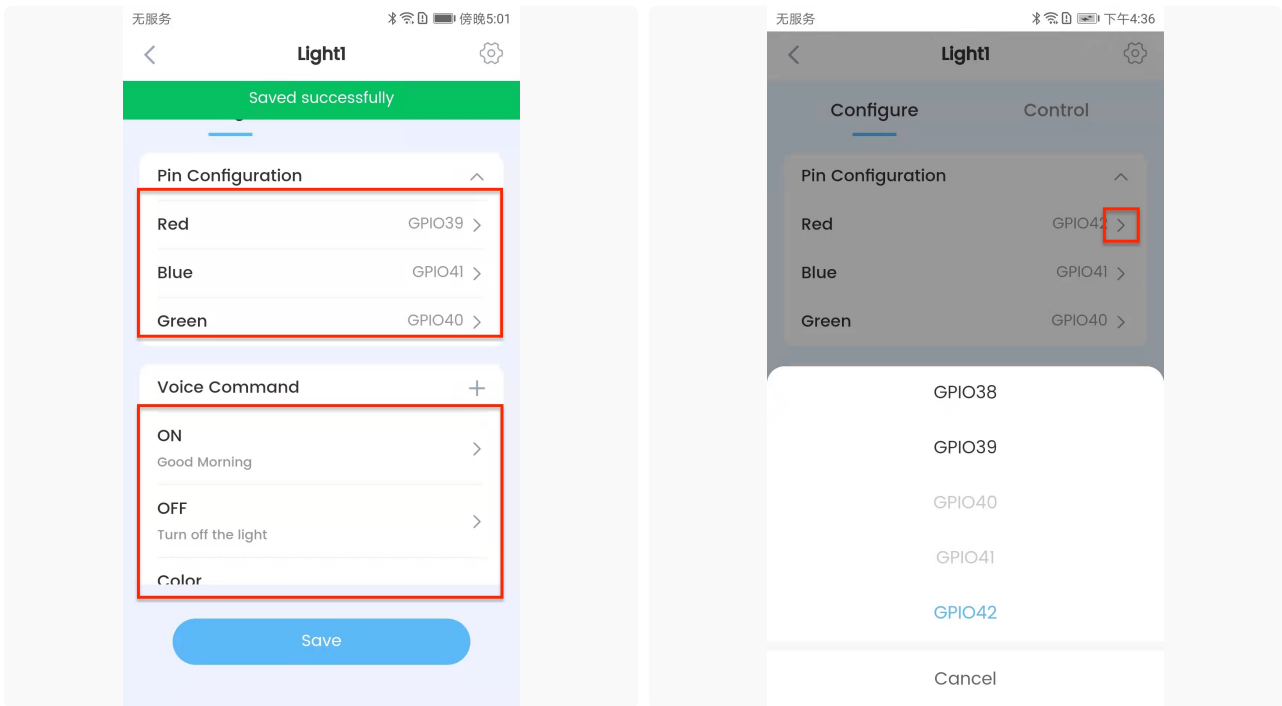 无服务
傍晚5:01
Light1
Saved successfully
Pin Configuration
Red GPIO39
Blue GPIO41
Green GPIO40
Voice Command
ON
Good Morning
OFF
Turn off the light
Color
Save
无服务
下午4:36
Light1
Configure Control
Pin Configuration
Red GPIO42
Blue GPIO41
Green GPIO40
GPIO38
GPIO39
GPIO40
GPIO41
GPIO42
Cancel